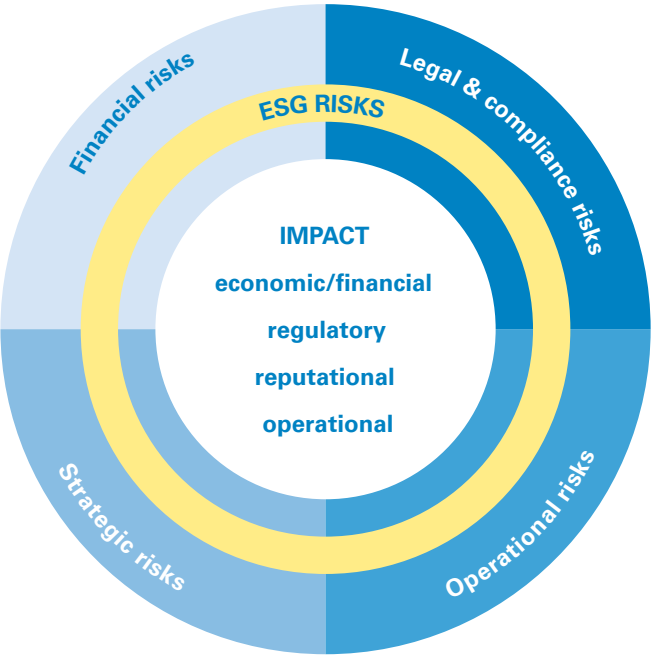 Financial risks
Legal & compliance risks
ESG RISKS
IMPACT
economic/financial
regulatory
reputational
operational
Strategic risks
Operational risks